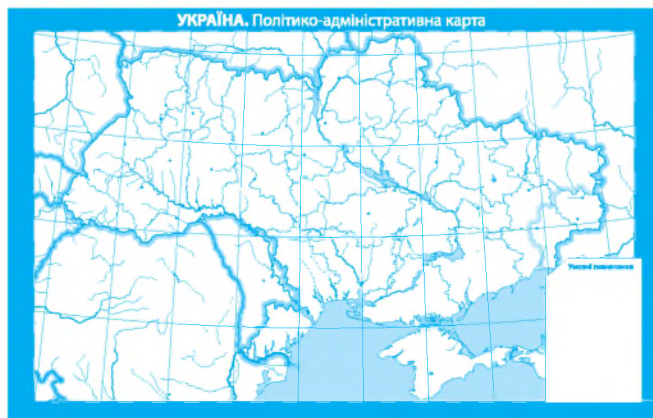 УКРАЇНА. Політико-адміністративна карта
Умовні позначення